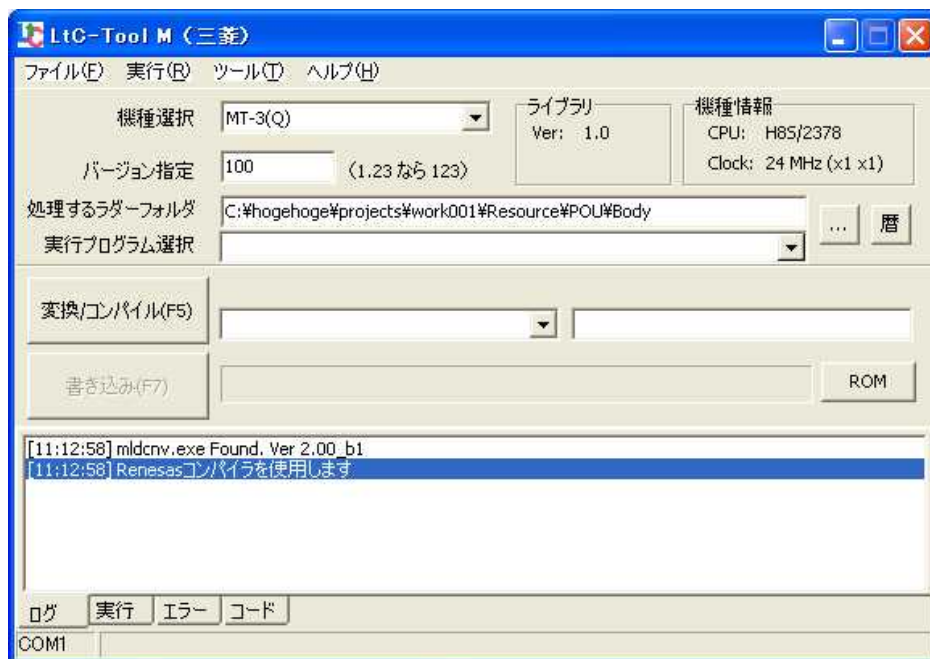 LtC-Tool M (三菱)
ファイル(F) 実行(R) ツール(T) ヘルプ(H)
機種選択 MT-3(Q)
ライブラリ
Ver: 1.0
機種情報
CPU: H8S/2378
Clock: 24 MHz (x1 x1)
バージョン指定 100 (1.23 なら 123)
処理するラダーフォルダ C:¥hogehoge¥projects¥work001¥Resource¥POU¥Body ... 暦
実行プログラム選択
変換/コンパイル(F5)
書き込み(F7) ROM
[11:12:58] mldcnv.exe Found. Ver 2.00_b1
[11:12:58] Renesasコンパイラを使用します
ログ 実行 エラー コード
COM1